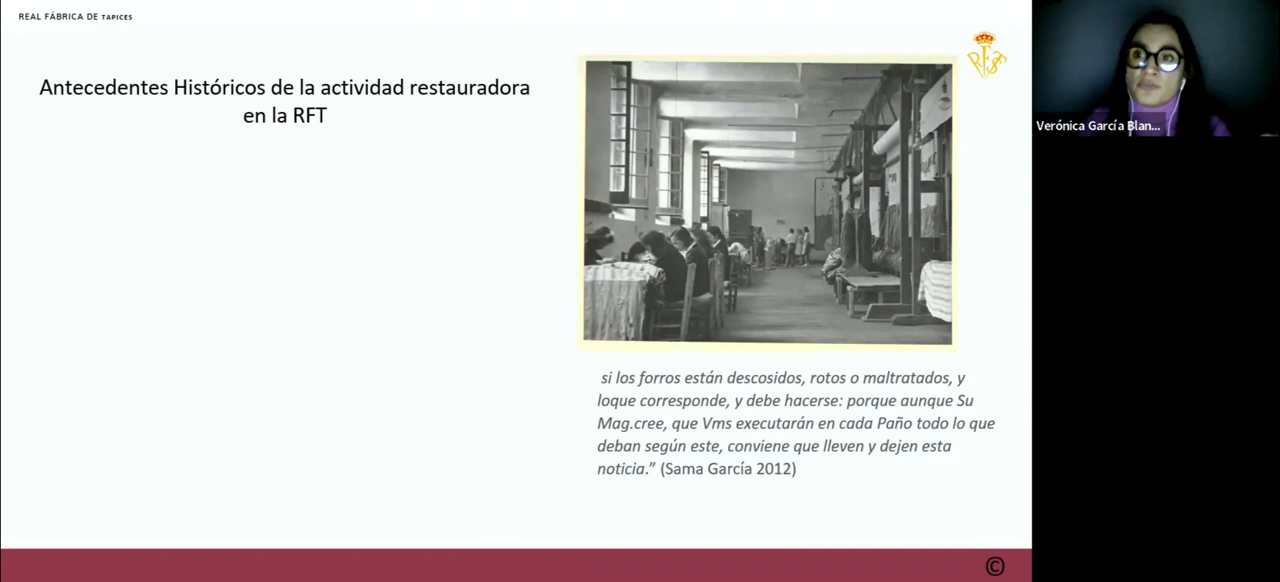 REAL FÁBRICA DE TAPICES
Antecedentes Históricos de la actividad restauradora
en la RFT
si los forros están descosidos, rotos o maltratados, y
loque corresponde, y debe hacerse: porque aunque Su
Mag.cree, que Vms executarán en cada Paño todo lo que
deban según este, conviene que lleven y dejen esta
noticia.” (Sama García 2012)
©
Verónica García Blan...